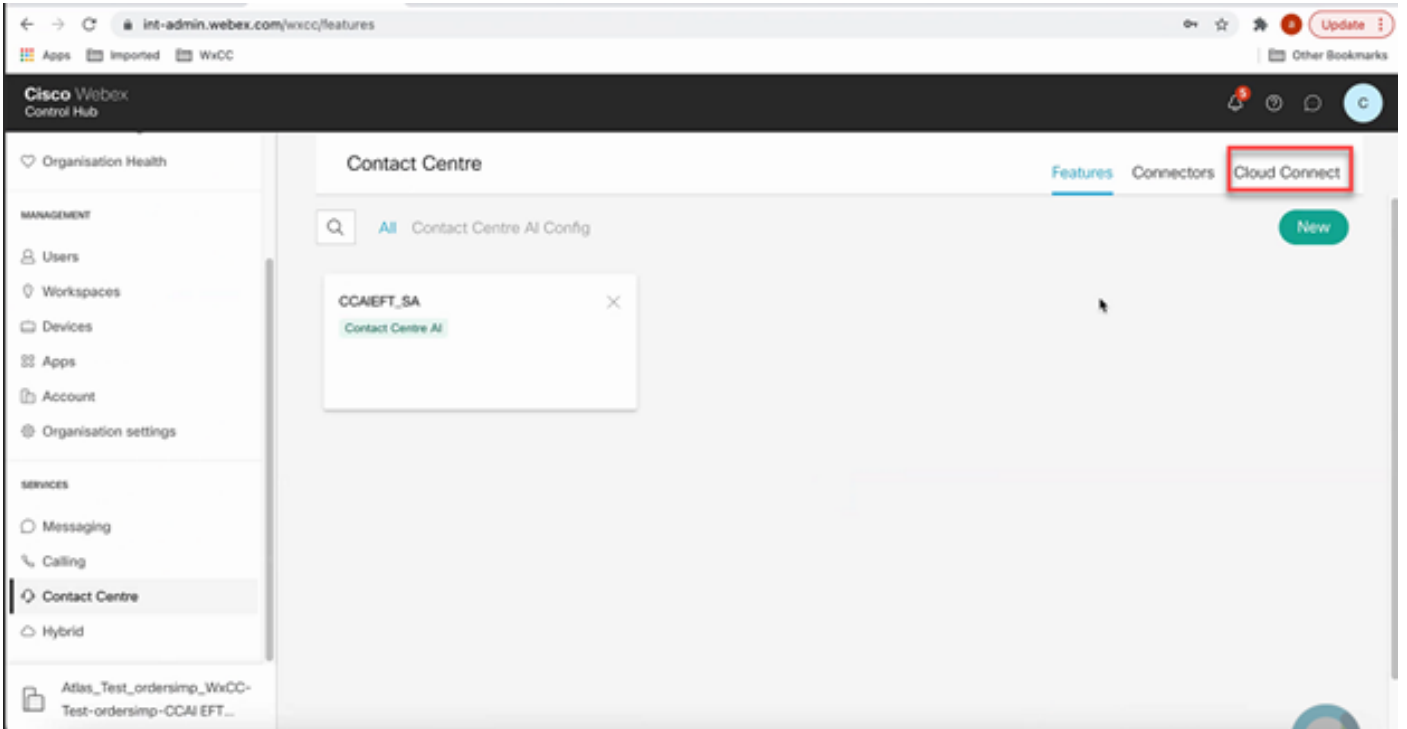 int-admin.webex.com/wxcc/features
Update
Apps Imported WxCC
Other Bookmarks
Cisco Webex
Control Hub
5
C
Organisation Health
MANAGEMENT
Users
Workspaces
Devices
Apps
Account
Organisation settings
SERVICES
Messaging
Calling
Contact Centre
Hybrid
Atlas_Test_ordersimp_WxCC-
Test-ordersimp-CCAI EFT...
Contact Centre
Features Connectors Cloud Connect
All Contact Centre AI Config
New
CCAIEFT_SA
Contact Centre AI